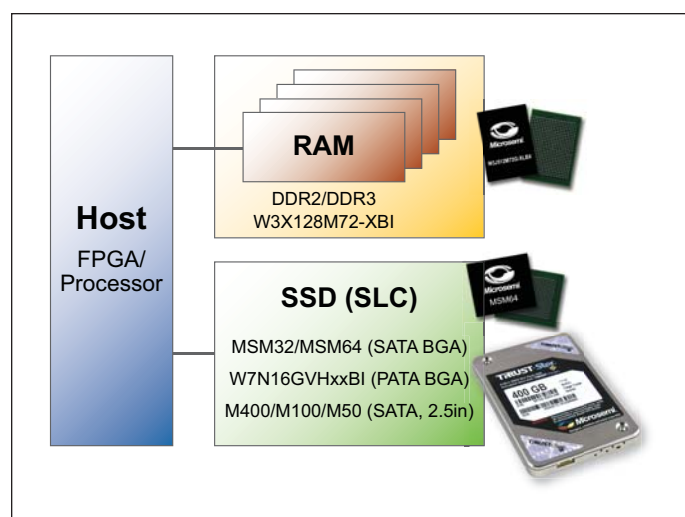 Host
FPGA/
Processor
RAM
DDR2/DDR3
W3X128M72-XBI
SSD (SLC)
MSM32/MSM64 (SATA BGA)
W7N16GVHxxBI (PATA BGA)
M400/M100/M50 (SATA, 2.5in)
Microsemi
Microsemi
MSM64
400 GB
Microsemi